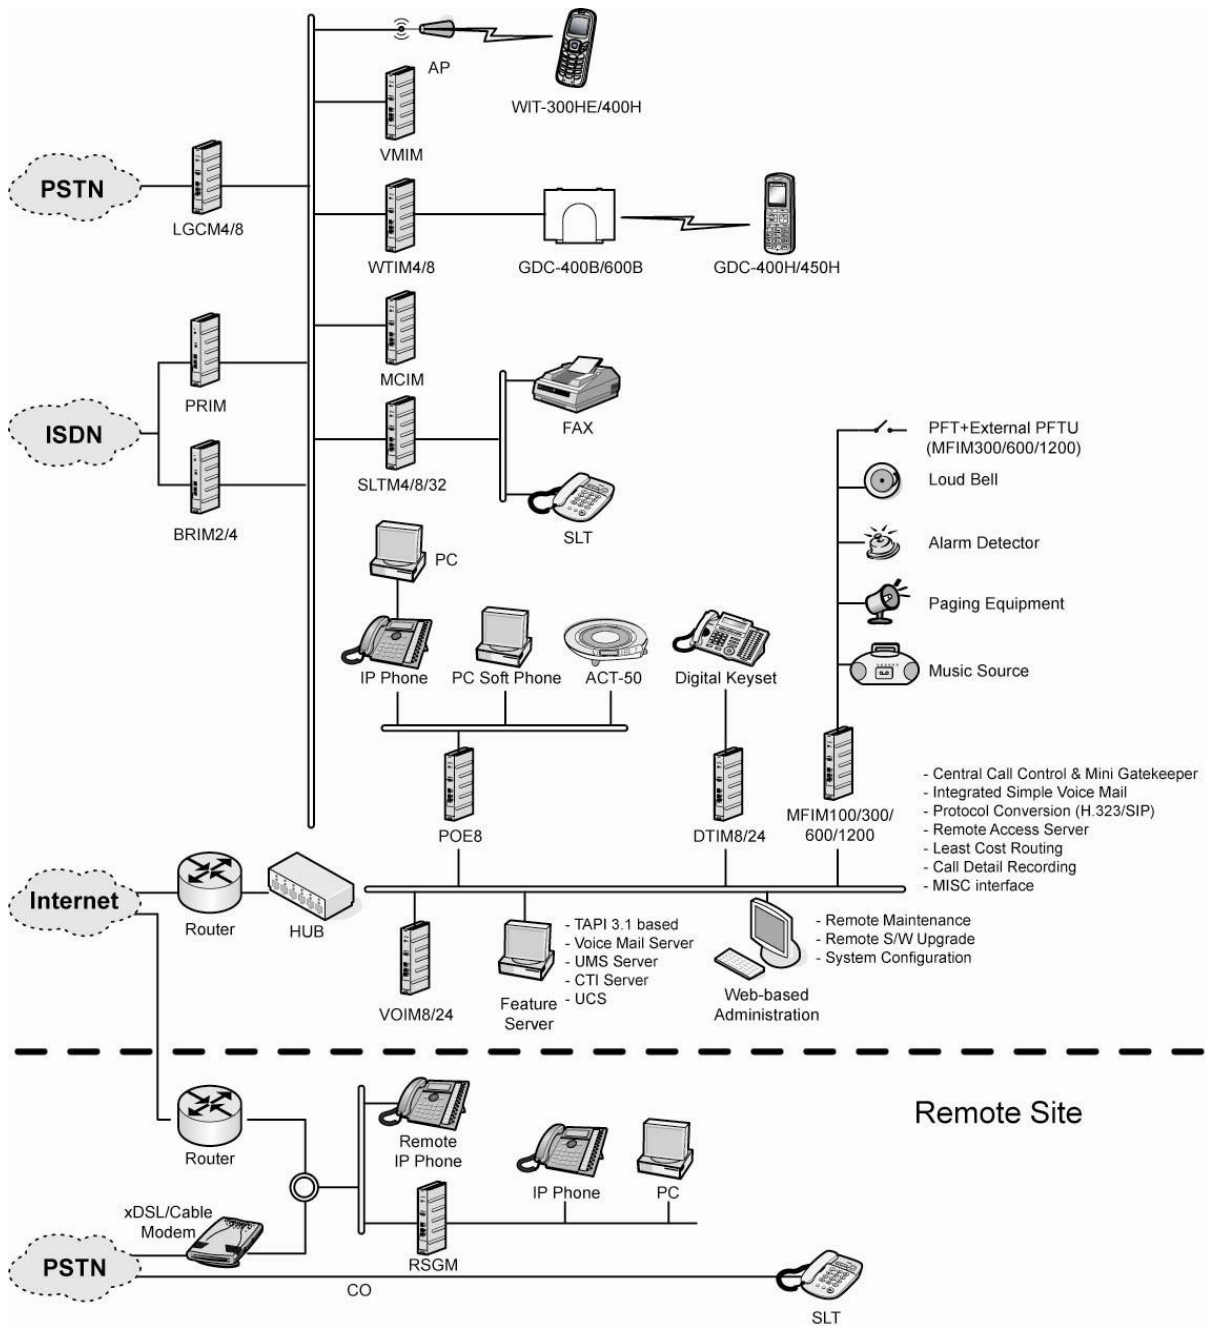 AP
WIT-300HE/400H
VMIM
PSTN
LGCM4/8
WTIM4/8
GDC-400B/600B
GDC-400H/450H
PRIM
MCIM
FAX
ISDN
BRIM2/4
SLTM4/8/32
SLT
PFT+External PFTU
(MFIM300/600/1200)
Loud Bell
Alarm Detector
Paging Equipment
Music Source
PC
IP Phone
PC Soft Phone
ACT-50
Digital Keyset
POE8
DTIM8/24
MFIM100/300/
600/1200
- Central Call Control & Mini Gatekeeper
- Integrated Simple Voice Mail
- Protocol Conversion (H.323/SIP)
- Remote Access Server
- Least Cost Routing
- Call Detail Recording
- MISC interface
Internet
Router
HUB
VOIM8/24
Feature
Server
- TAPI 3.1 based
- Voice Mail Server
- UMS Server
- CTI Server
- UCS
Web-based
Administration
- Remote Maintenance
- Remote S/W Upgrade
- System Configuration
Remote Site
Router
Remote
IP Phone
IP Phone
PC
xDSL/Cable
Modem
RSGM
PSTN
CO
SLT